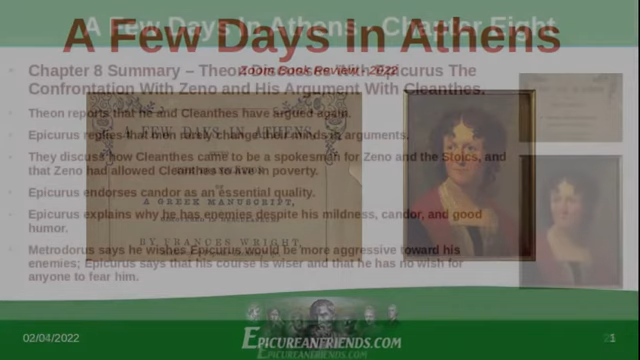 A Few Days In Athens
A Few Days In Athens – Chapter Eight
Zoom Book Review - 2022
Chapter 8 Summary – Theon Discusses With Epicurus The
Confrontation With Zeno and His Argument With Cleanthes.
Theon reports that he and Cleanthes have argued again.
Epicurus replies that men rarely change their minds in arguments.
They discuss how Cleanthes came to be a spokesman for Zeno and the Stoics, and
that Zeno had allowed Cleanthes to live in poverty.
Epicurus endorses candor as an essential quality.
Epicurus explains why he has enemies despite his mildness, candor, and good
humor.
Metrodorus says he wishes Epicurus would be more aggressive toward his
enemies; Epicurus says that his course is wiser and that he has no wish for
anyone to fear him.
A FEW DAYS IN ATHENS
A GREEK MANUSCRIPT,
BY FRANCES WRIGHT,
02/04/2022
EPICUREANFRIENDS.COM
EPICUREANFRIENDS.COM